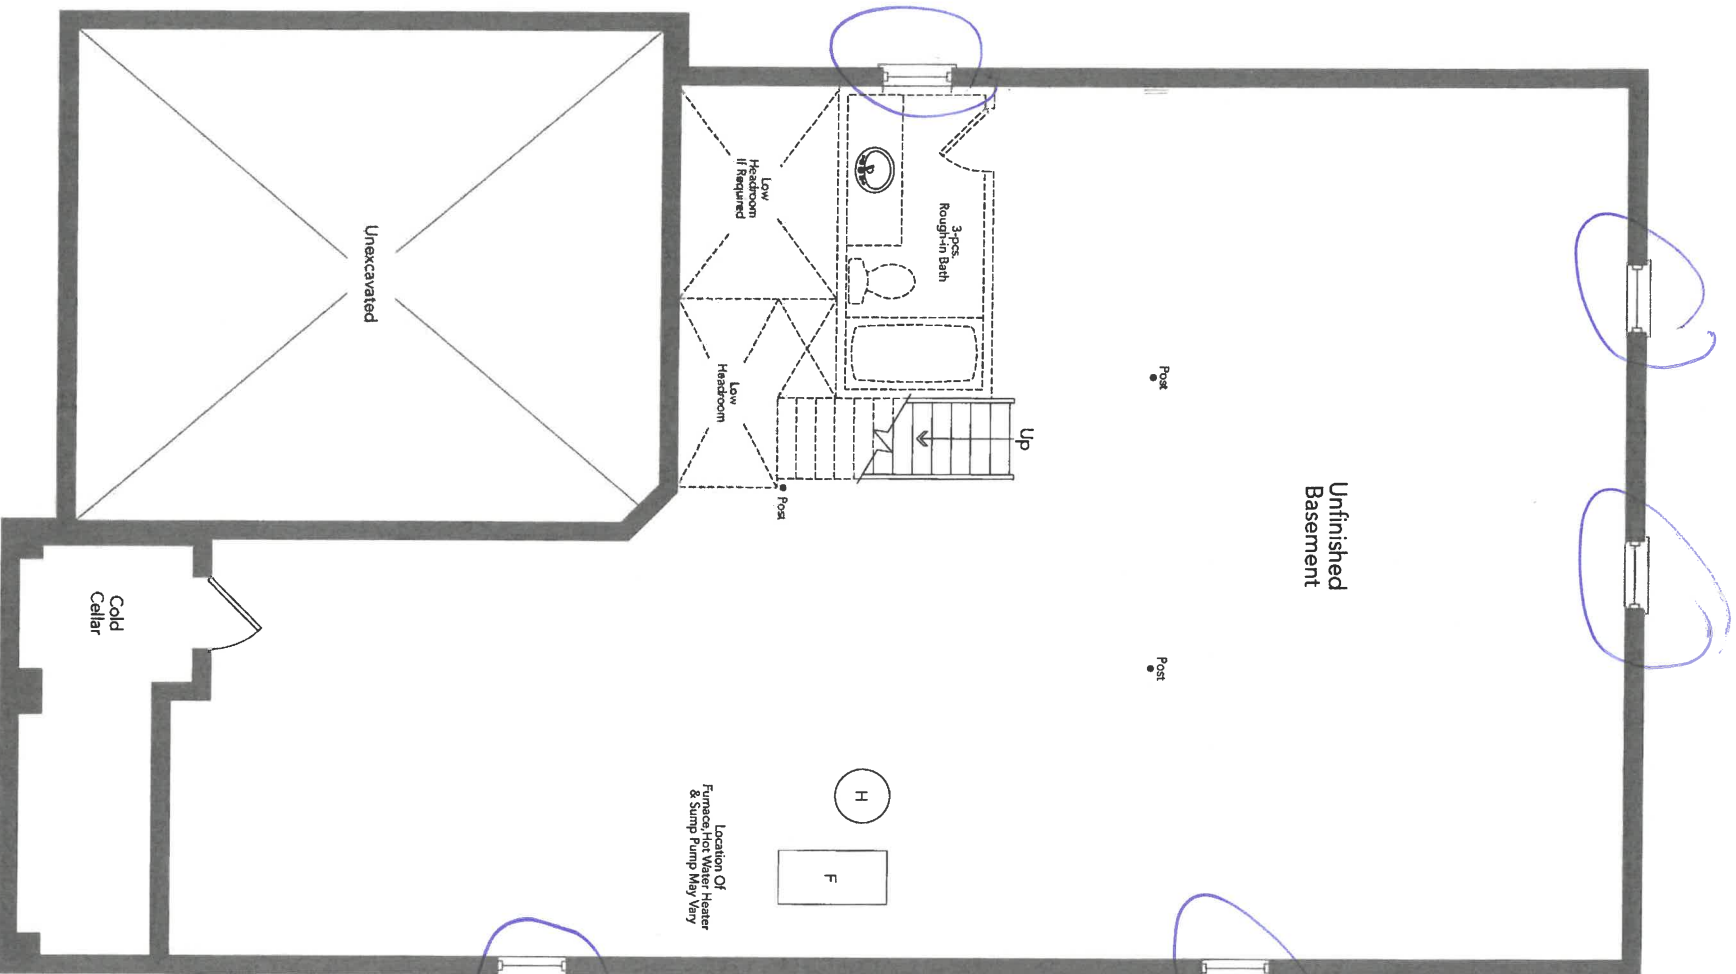 Unexcavated
Low
Headroom
If Required
3-pcs.
Rough-in Bath
Low
Headroom
Up
Post
Post
Post
Unfinished
Basement
Cold
Cellar
H
F
Location Of
Furnace,Hot Water Heater
& Sump Pump May Vary